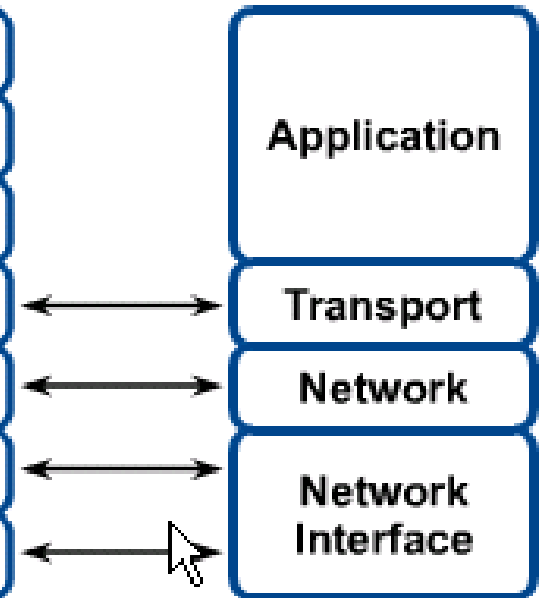 Application
Transport
Network
Network
Interface